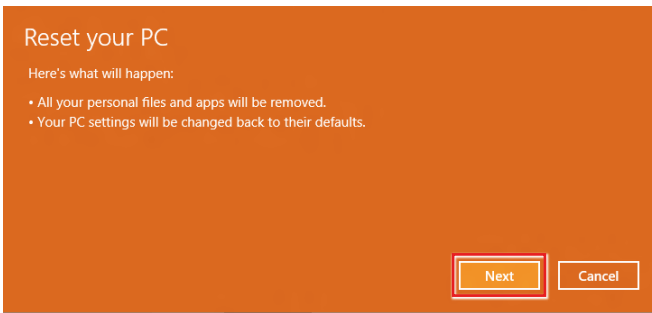 Reset your PC
Here's what will happen:
• All your personal files and apps will be removed.
• Your PC settings will be changed back to their defaults.
Next
Cancel